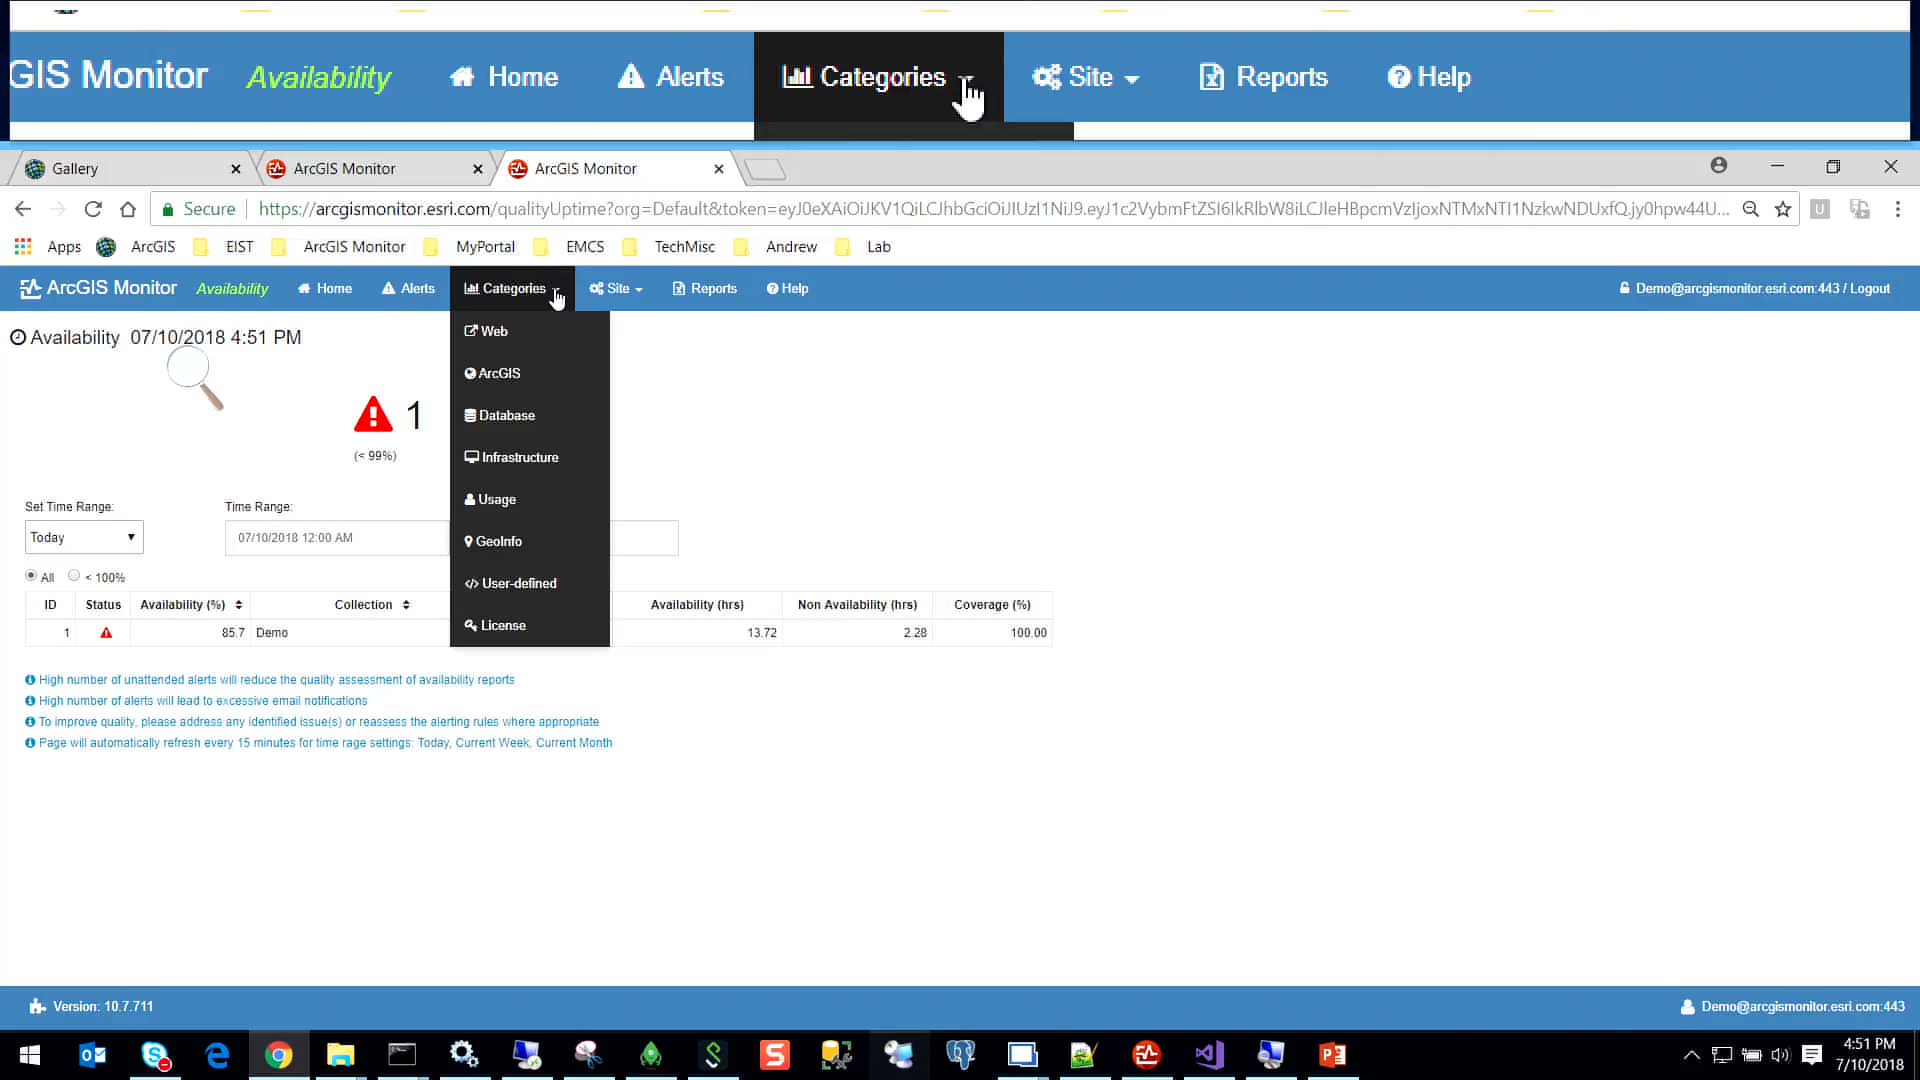 GIS Monitor Availability Home Alerts Categories Site Reports Help
Gallery ArcGIS Monitor ArcGIS Monitor
Secure https://arcgismonitor.esri.com/qualityUptime?org=Default&token=
Apps ArcGIS EIST ArcGIS Monitor MyPortal EMCS TechMisc Andrew Lab
ArcGIS Monitor Availability Home Alerts Categories Site Reports Help Demo@arcgismonitor.esri.com:443 / Logout
Availability 07/10/2018 4:51 PM
1
(< 99%)
Web
ArcGIS
Database
Infrastructure
Usage
GeoInfo
User-defined
License
Set Time Range: Time Range:
Today 07/10/2018 12:00 AM
All < 100%
ID Status Availability (%) Collection Availability (hrs) Non Availability (hrs) Coverage (%)
1 85.7 Demo 13.72 2.28 100.00
High number of unattended alerts will reduce the quality assessment of availability reports
High number of alerts will lead to excessive email notifications
To improve quality, please address any identified issue(s) or reassess the alerting rules where appropriate
Page will automatically refresh every 15 minutes for time rage settings: Today, Current Week, Current Month
Version: 10.7.711 Demo@arcgismonitor.esri.com:443
4:51 PM
7/10/2018